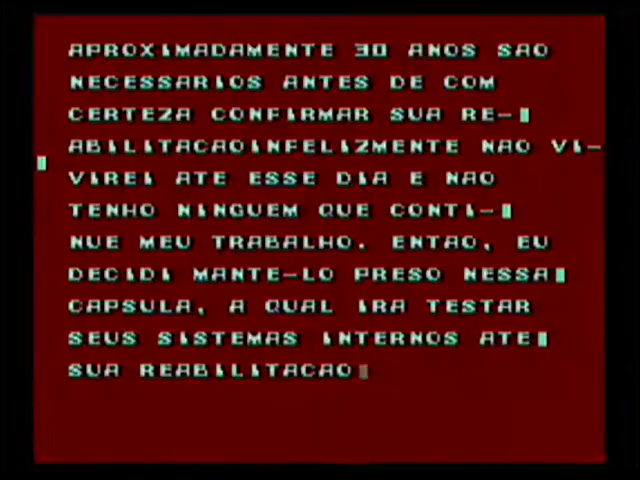 APROXIMADAMENTE 30 ANOS SAO
NECESSARIOS ANTES DE COM
CERTEZA CONFIRMAR SUA RE-
ABILITACAOINFELIZMENTE NAO VI-
VIREI ATE ESSE DIA E NAO
TENHO NINGUEM QUE CONTI-
NUE MEU TRABALHO. ENTAO, EU
DECIDI MANTE-LO PRESO NESSA
CAPSULA, A QUAL IRA TESTAR
SEUS SISTEMAS INTERNOS ATE
SUA REABILITACAO